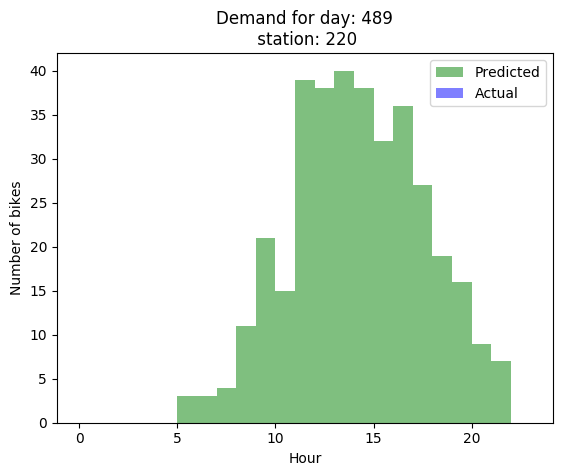 Demand for day: 489
station: 220
Predicted
Actual
Number of bikes
40
35
30
25
20
15
10
5
0
0 5 10 15 20
Hour